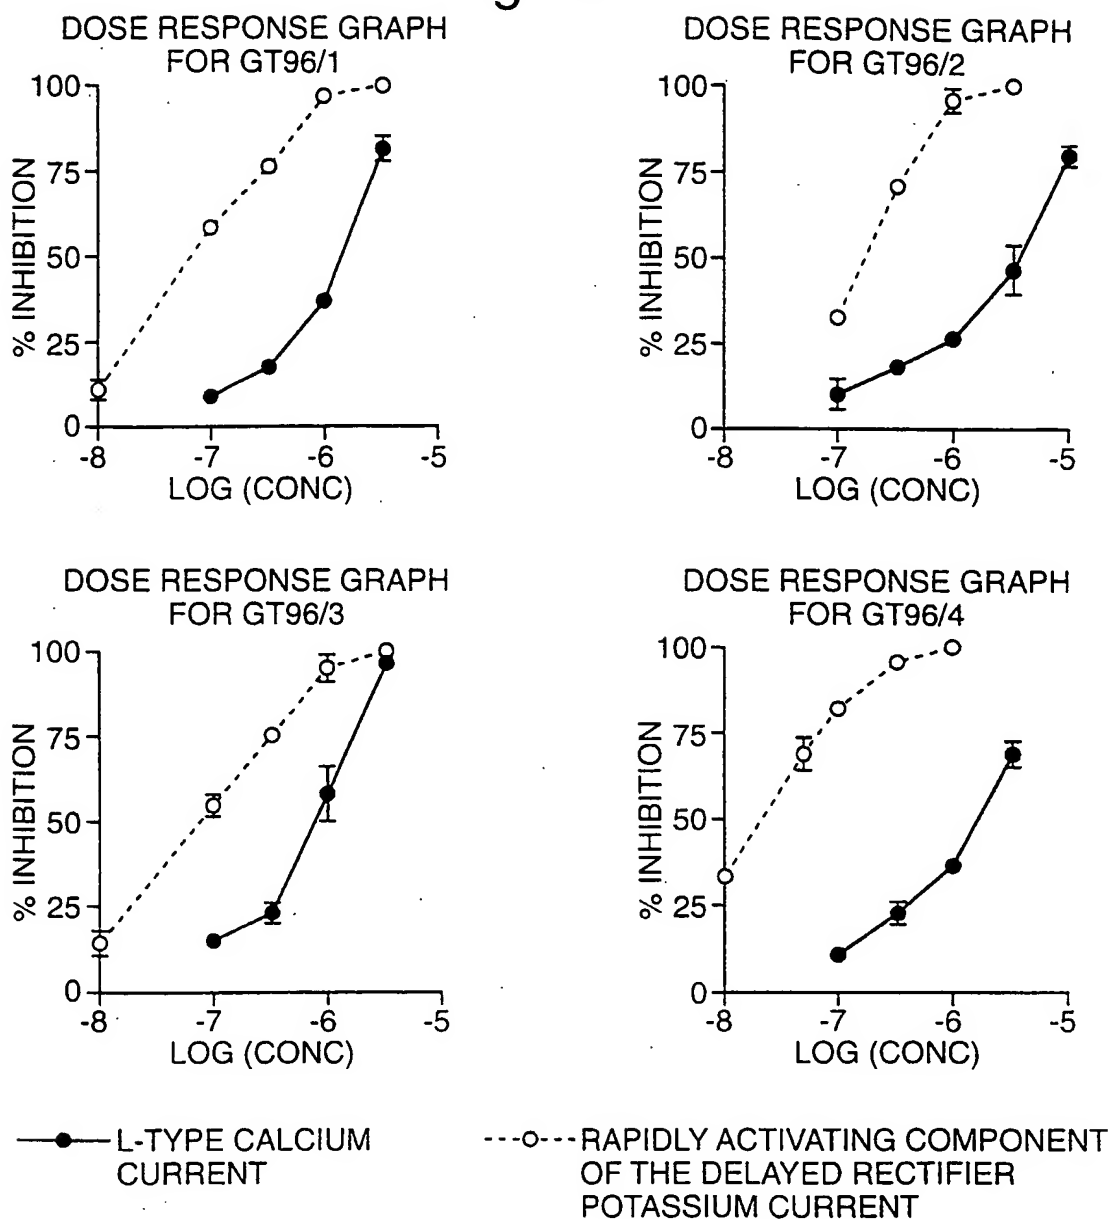 DOSE RESPONSE GRAPH
FOR GT96/1
% INHIBITION
100
75
50
25
0
-8
-7
-6
-5
LOG (CONC)
DOSE RESPONSE GRAPH
FOR GT96/2
% INHIBITION
100
75
50
25
0
-8
-7
-6
-5
LOG (CONC)
DOSE RESPONSE GRAPH
FOR GT96/3
% INHIBITION
100
75
50
25
0
-8
-7
-6
-5
LOG (CONC)
DOSE RESPONSE GRAPH
FOR GT96/4
% INHIBITION
100
75
50
25
0
-8
-7
-6
-5
LOG (CONC)
L-TYPE CALCIUM
CURRENT
RAPIDLY ACTIVATING COMPONENT
OF THE DELAYED RECTIFIER
POTASSIUM CURRENT